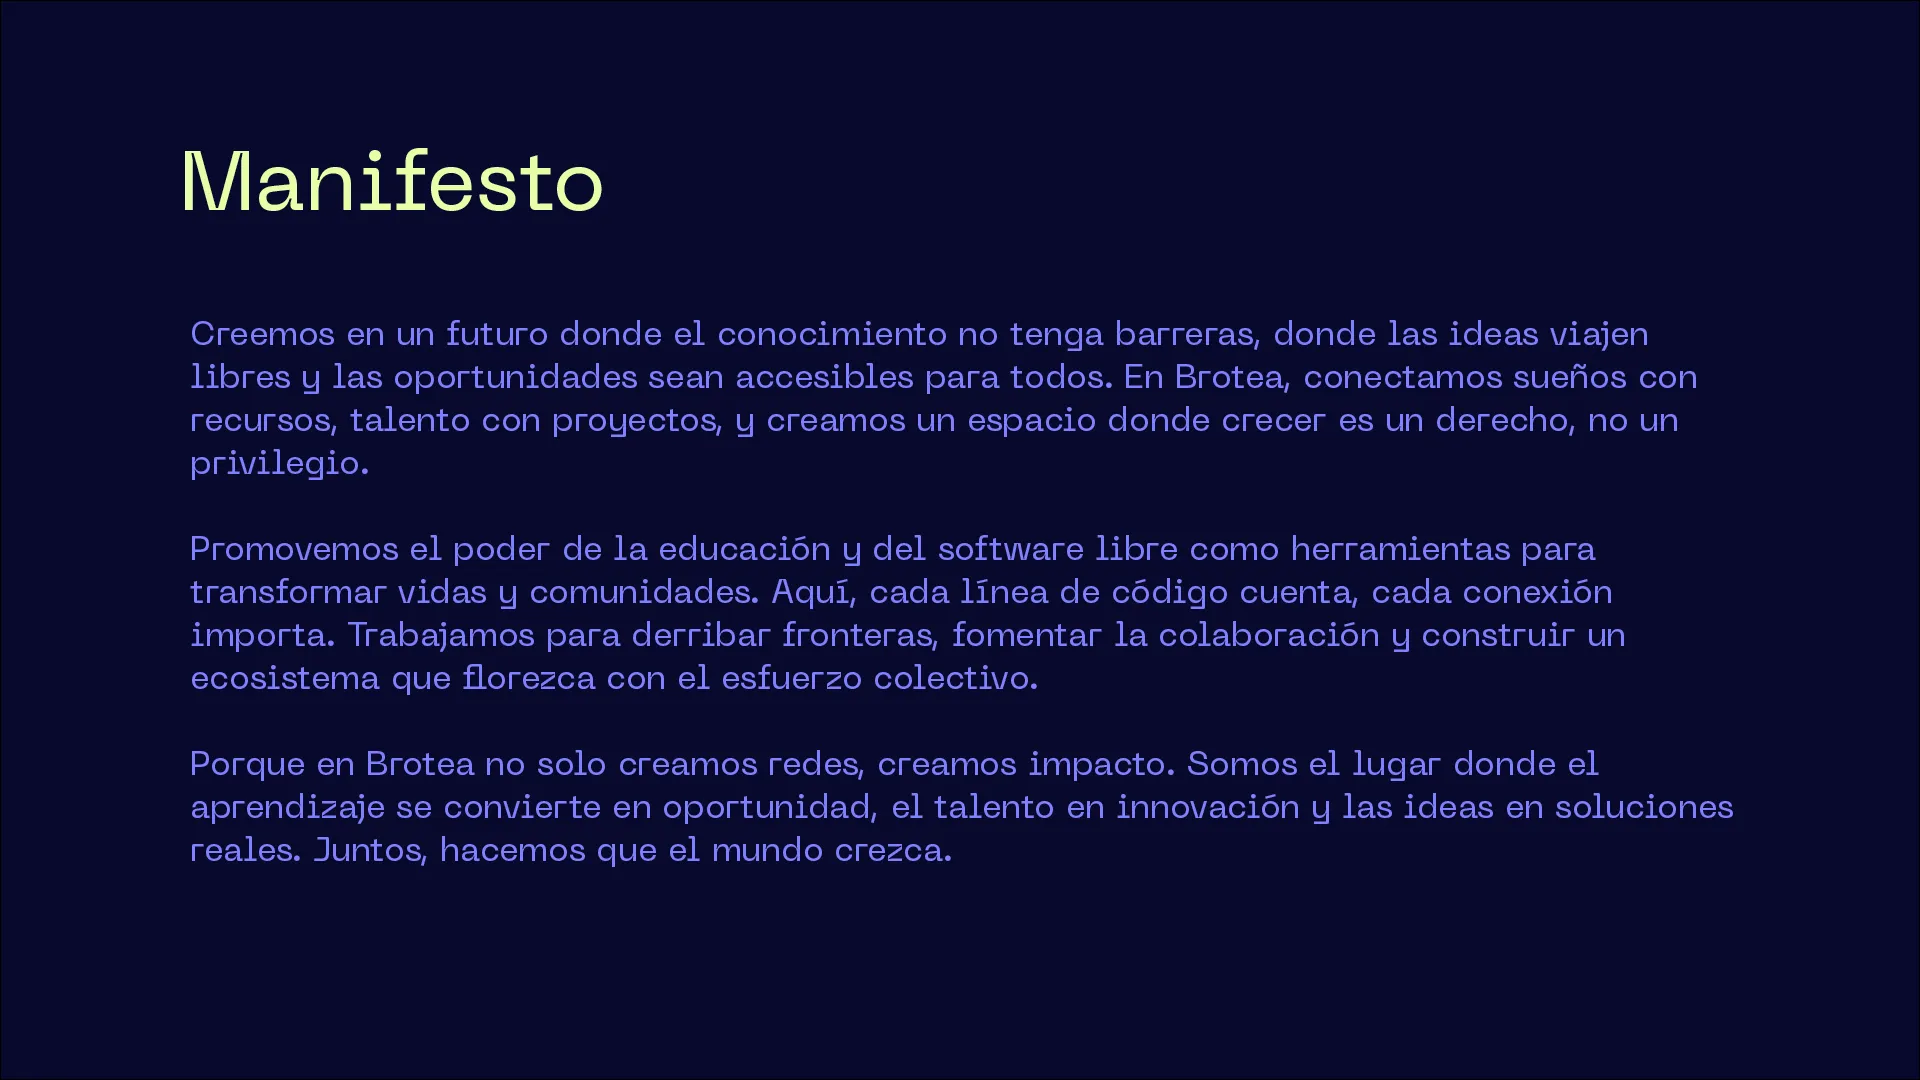 Manifesto
Creemos en un futuro donde el conocimiento no tenga barreras, donde las ideas viajen
libres y las oportunidades sean accesibles para todos. En Brotea, conectamos sueños con
recursos, talento con proyectos, y creamos un espacio donde crecer es un derecho, no un
privilegio.
Promovemos el poder de la educación y del software libre como herramientas para
transformar vidas y comunidades. Aquí, cada línea de código cuenta, cada conexión
importa. Trabajamos para derribar fronteras, fomentar la colaboración y construir un
ecosistema que florezca con el esfuerzo colectivo.
Porque en Brotea no solo creamos redes, creamos impacto. Somos el lugar donde el
aprendizaje se convierte en oportunidad, el talento en innovación y las ideas en soluciones
reales. Juntos, hacemos que el mundo crezca.